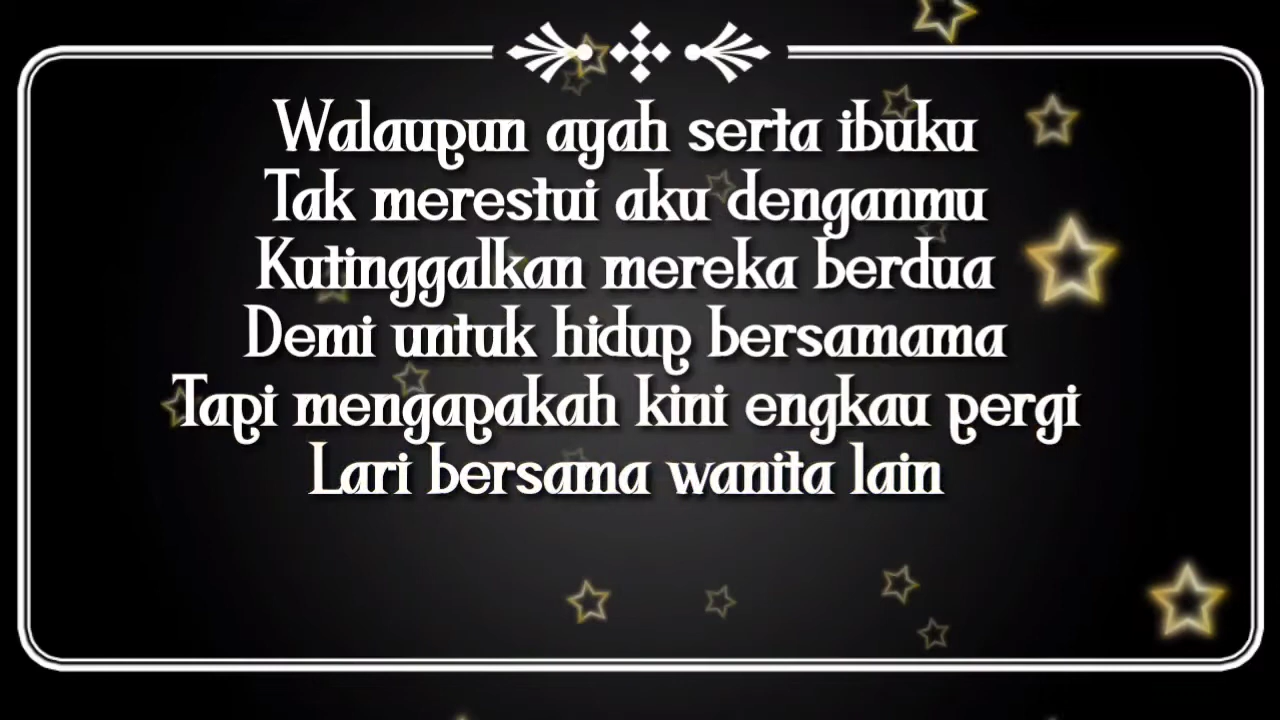 Walaupun ayah serta ibuku
Tak merestui aku denganmu
Kutinggalkan mereka berdua
Demi untuk hidup bersamama
Tapi mengapakah kini engkau pergi
Lari bersama wanita lain